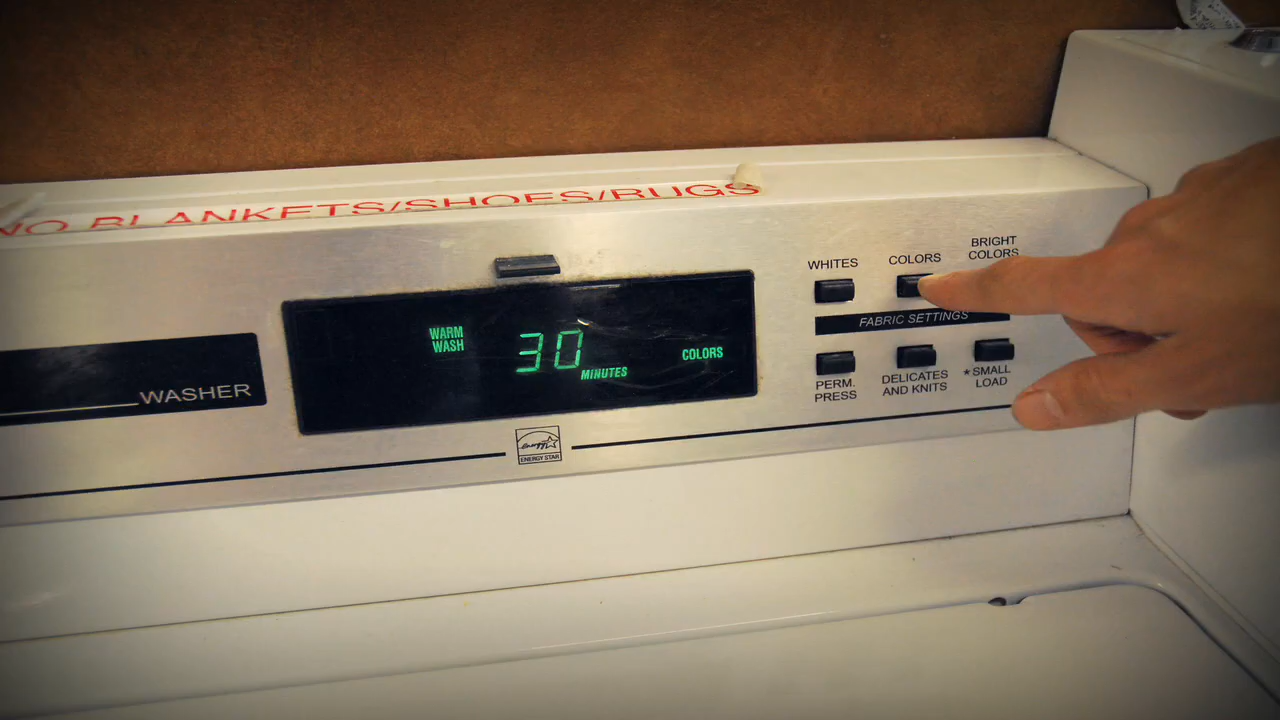 NO BLANKETS/SHOES/RUGS
WASHER
WARM
WASH
30
MINUTES
COLORS
ENERGY STAR
WHITES
COLORS
BRIGHT
COLORS
FABRIC SETTINGS
PERM.
PRESS
DELICATES
AND KNITS
*SMALL
LOAD